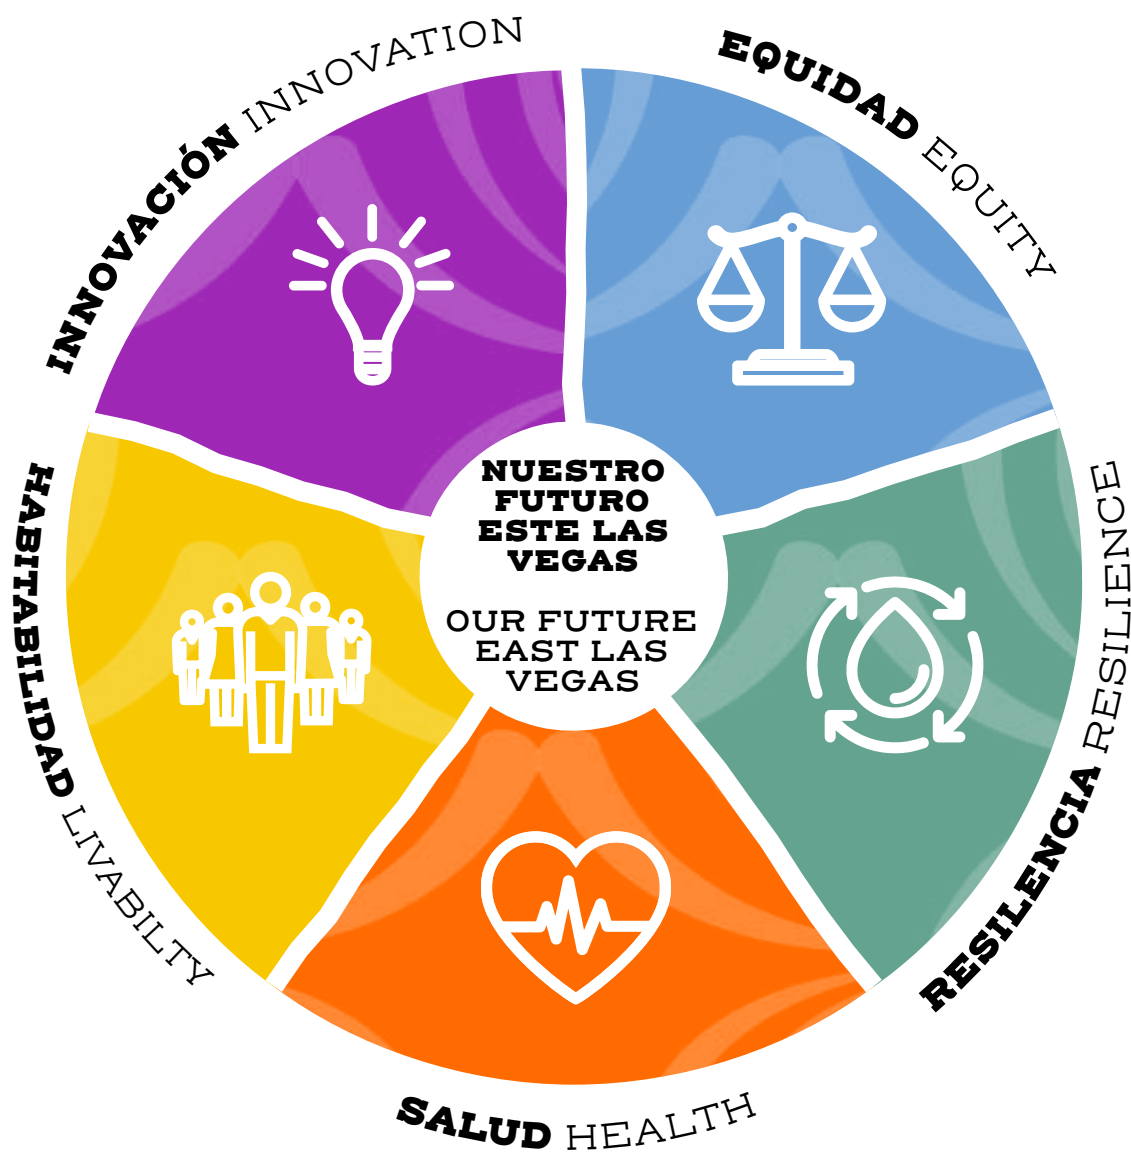 INNOVACIÓN INNOVATION
EQUIDAD EQUITY
NUESTRO
FUTURO
ESTE LAS
VEGAS
OUR FUTURE
EAST LAS
VEGAS
HABITABILIDAD LIVABILTY
RESILENCIA RESILIENCE
SALUD HEALTH